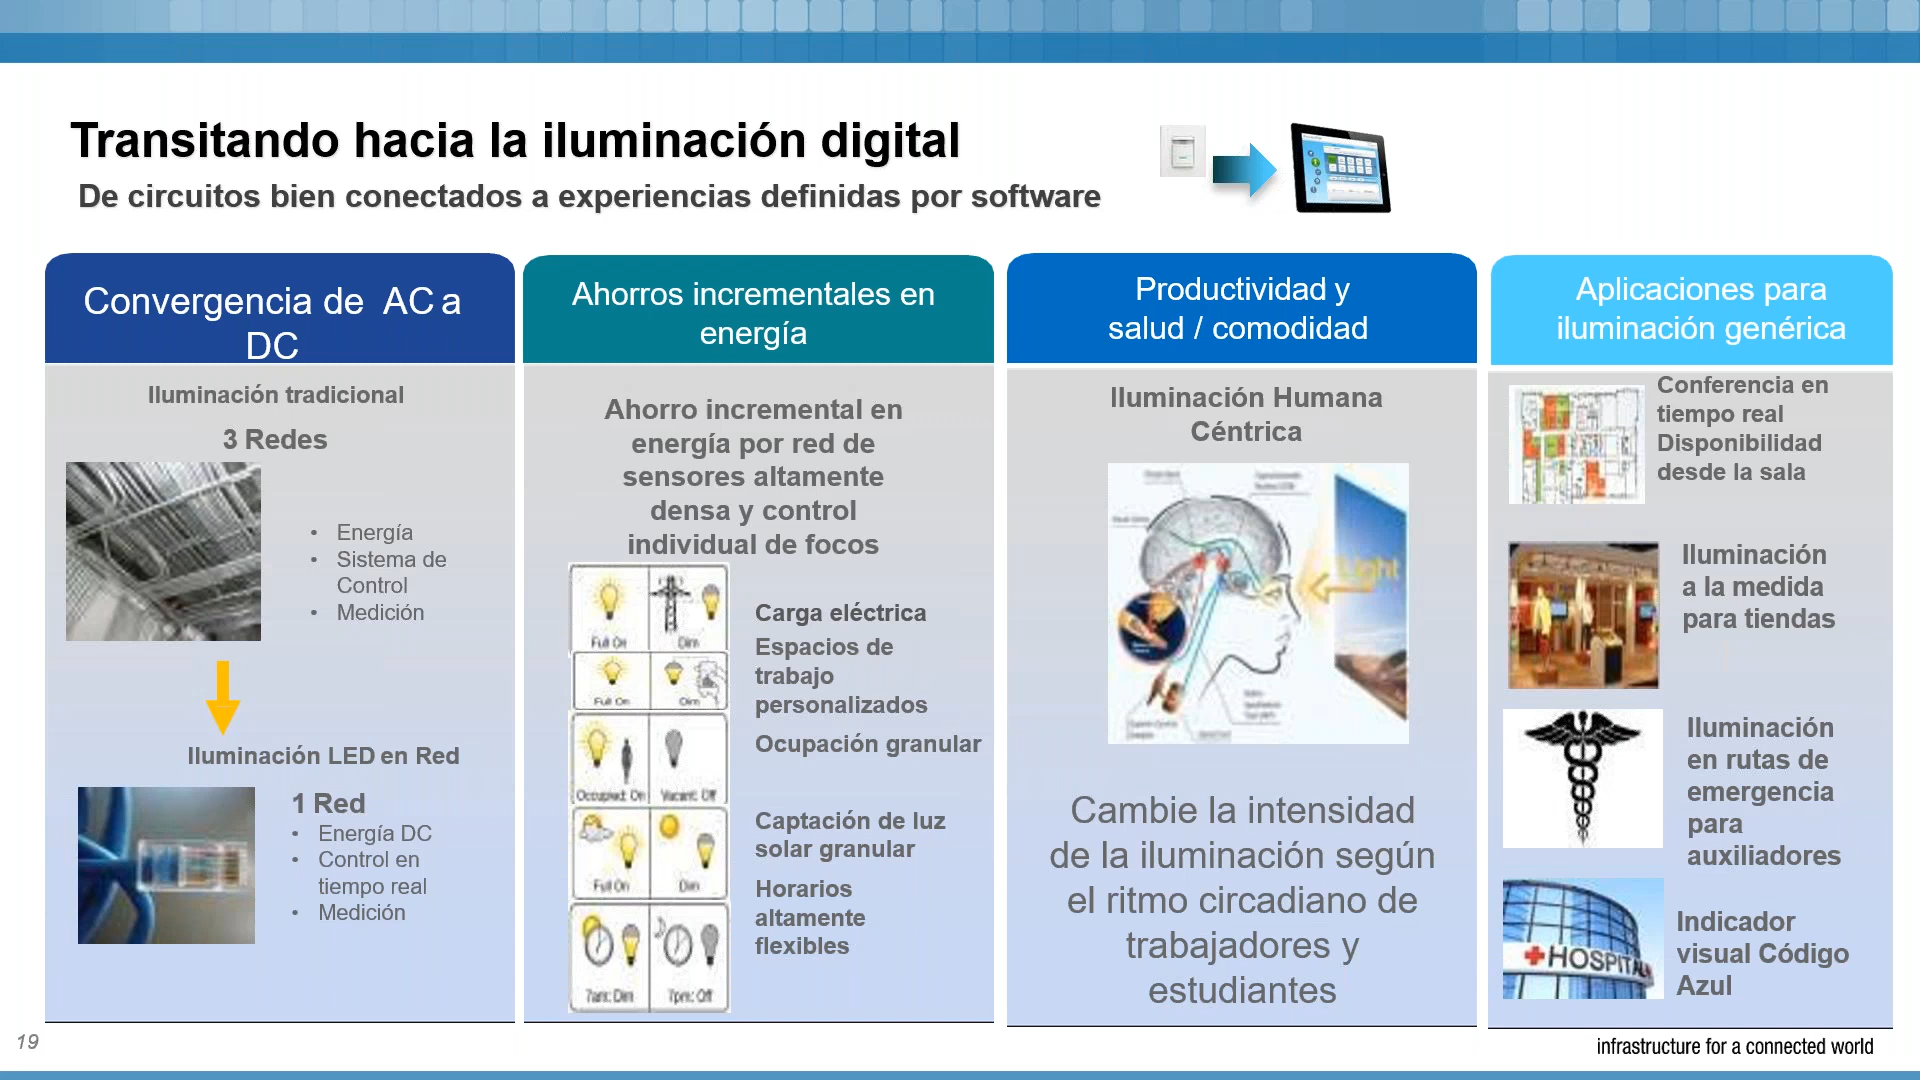 Transitando hacia la iluminación digital
De circuitos bien conectados a experiencias definidas por software
Convergencia de AC a
DC
Iluminación tradicional
3 Redes
• Energía
• Sistema de
Control
• Medición
Iluminación LED en Red
1 Red
• Energía DC
• Control en
tiempo real
• Medición
Ahorros incrementales en
energía
Ahorro incremental en
energía por red de
sensores altamente
densa y control
individual de focos
Full On
Dim
Carga eléctrica
Full On
Dim
Espacios de
trabajo
personalizados
Occupied: On
Vacant: Off
Ocupación granular
Full On
Dim
Captación de luz
solar granular
7am: Dim
7pm: Off
Horarios
altamente
flexibles
Productividad y
salud / comodidad
Iluminación Humana
Céntrica
Light
Cambie la intensidad
de la iluminación según
el ritmo circadiano de
trabajadores y
estudiantes
Aplicaciones para
iluminación genérica
Conferencia en
tiempo real
Disponibilidad
desde la sala
Iluminación
a la medida
para tiendas
Iluminación
en rutas de
emergencia
para
auxiliadores
HOSPITAL
Indicador
visual Código
Azul
19
infrastructure for a connected world